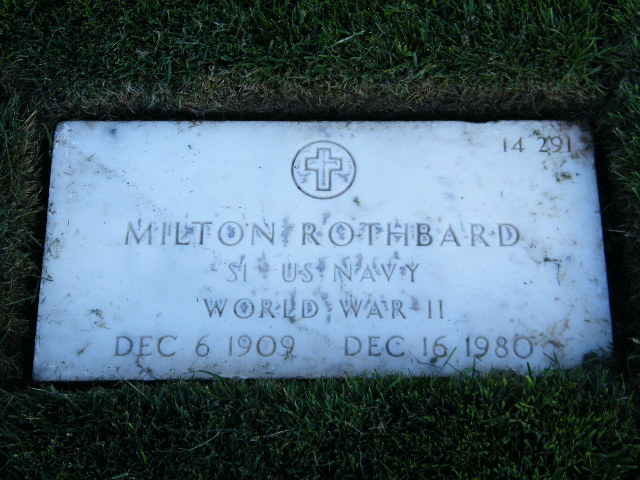 14 291
MILTON ROTHBARD
S1 US NAVY
WORLD WAR II
DEC 6 1909 DEC 16 1980